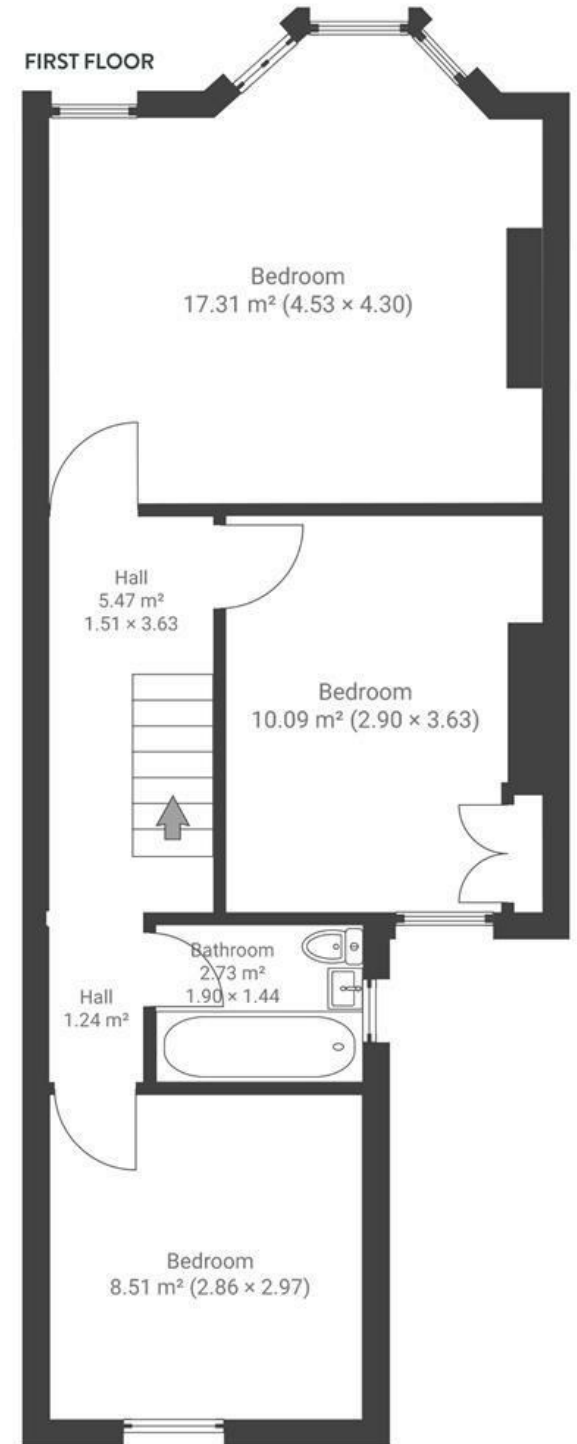 FIRST FLOOR
Bedroom
17.31 m² (4.53 × 4.30)
Hall
5.47 m²
1.51 × 3.63
Bedroom
10.09 m² (2.90 × 3.63)
Bathroom
2.73 m²
1.90 × 1.44
Hall
1.24 m²
Bedroom
8.51 m² (2.86 × 2.97)